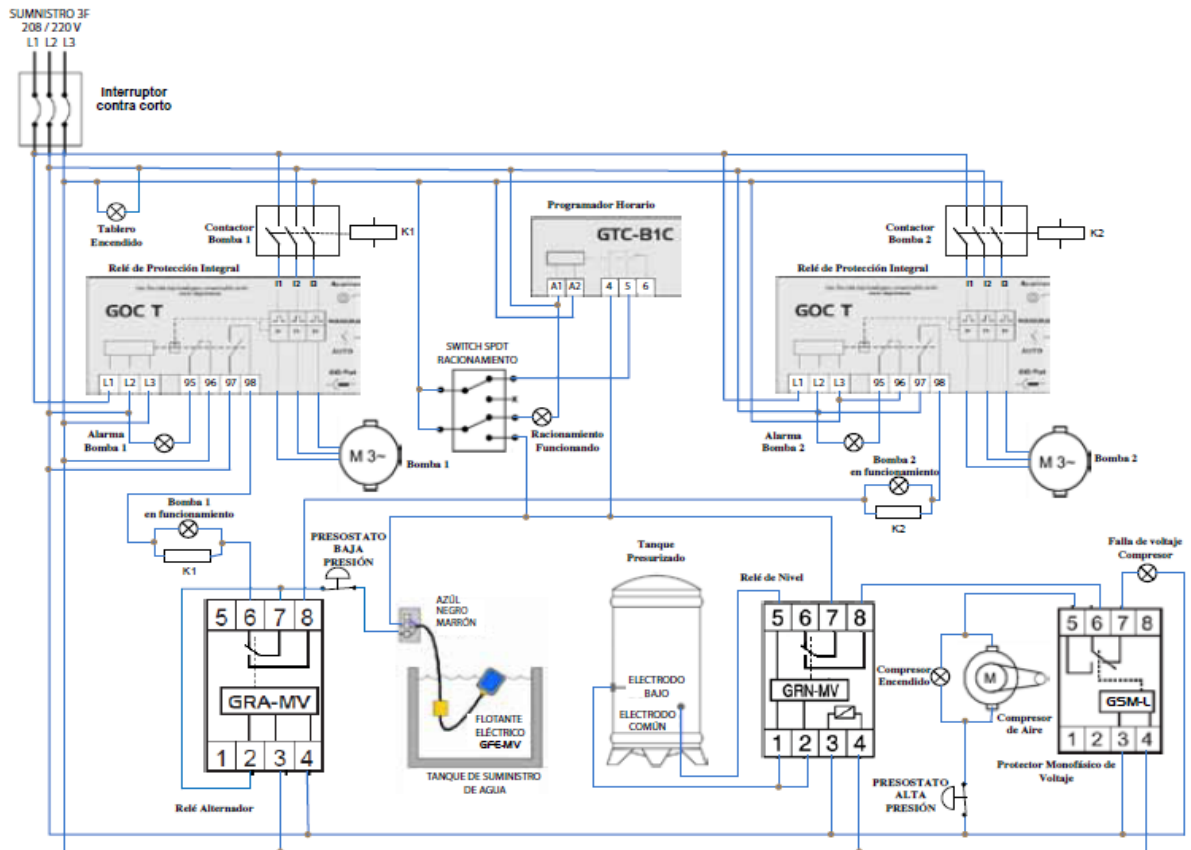 SUMNISTRO 3F
208 / 220 V
L1 L2 L3
Interruptor
contra corto
Tablero
Encendido
Contactor
Bomba 1
K1
Programador Horario
GTC-B1C
A1 A2 4 5 6
Contactor
Bomba 2
K2
Relé de Protección Integral
I1 I2 I3
GOC T
L1 L2 L3 95 96 97 98
Alarma
Bomba 1
M 3~
Bomba 1
SWITCH SPDT
RACIONAMIENTO
Racionamiento
Funcionando
Relé de Protección Integral
I1 I2 I3
GOC T
AUTO
L1 L2 L3 95 96 97 98
Alarma
Bomba 2
M 3~
Bomba 2
Bomba 1
en funcionamiento
K1
Bomba 2
en funcionamiento
K2
PRESOSTATO
BAJA
PRESIÓN
5 6 7 8
GRA-MV
1 2 3 4
Relé Alternador
AZÚL
NEGRO
MARRÓN
FLOTANTE
ELÉCTRICO
GFE-MV
TANQUE DE SUMINISTRO
DE AGUA
Tanque
Presurizado
ELECTRODO
BAJO
ELECTRODO
COMÚN
Relé de Nivel
5 6 7 8
GRN-MV
1 2 3 4
Compresor
Encendido
M
Compresor
de Aire
PRESOSTATO
ALTA
PRESIÓN
Falla de voltaje
Compresor
5 6 7 8
GSM-L
1 2 3 4
Protector Monofásico de
Voltaje